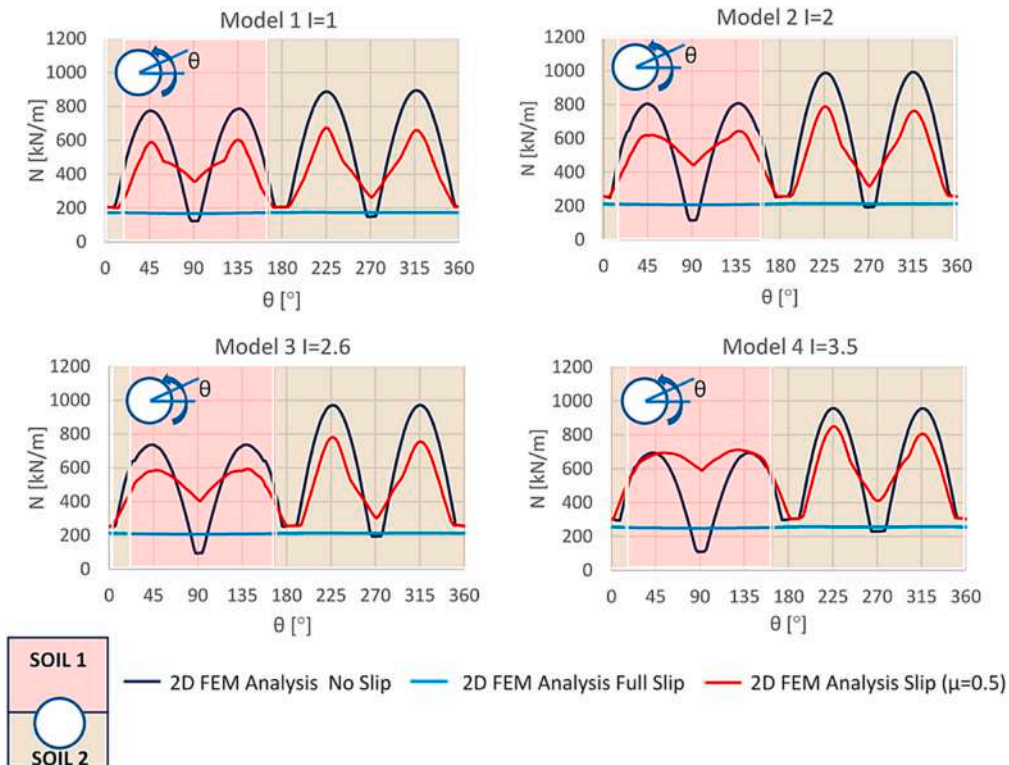 Model 1 I=1
1200
1000
800
600
400
200
0
N [kN/m]
θ
0 45 90 135 180 225 270 315 360
θ [°]
Model 2 I=2
1200
1000
800
600
400
200
0
N [kN/m]
θ
0 45 90 135 180 225 270 315 360
θ [°]
Model 3 I=2.6
1200
1000
800
600
400
200
0
N [kN/m]
θ
0 45 90 135 180 225 270 315 360
θ [°]
Model 4 I=3.5
1200
1000
800
600
400
200
0
N [kN/m]
θ
0 45 90 135 180 225 270 315 360
θ [°]
SOIL 1
SOIL 2
2D FEM Analysis No Slip
2D FEM Analysis Full Slip
2D FEM Analysis Slip (μ=0.5)